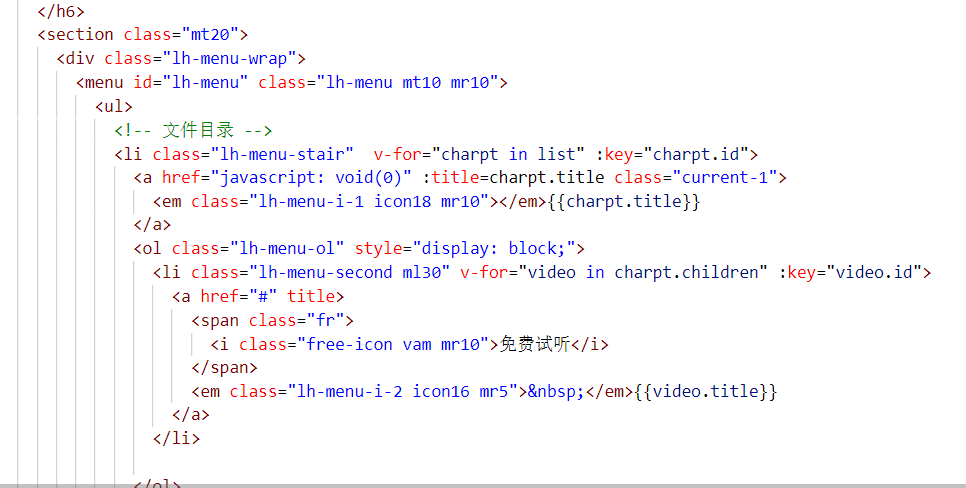 </h6>
<section class="mt20">
<div class="lh-menu-wrap">
<menu id="lh-menu" class="lh-menu mt10 mr10">
<ul>
<!-- 文件目录 -->
<li class="lh-menu-stair"  v-for="charpt in list" :key="charpt.id">
<a href="javascript: void(0)" :title=charpt.title class="current-1">
<em class="lh-menu-i-1 icon18 mr10"></em>{{charpt.title}}
</a>
<ol class="lh-menu-ol" style="display: block;">
<li class="lh-menu-second ml30" v-for="video in charpt.children" :key="video.id">
<a href="#" title>
<span class="fr">
<i class="free-icon vam mr10">免费试听</i>
</span>
<em class="lh-menu-i-2 icon16 mr5">&nbsp;</em>{{video.title}}
</a>
</li>
</ol>